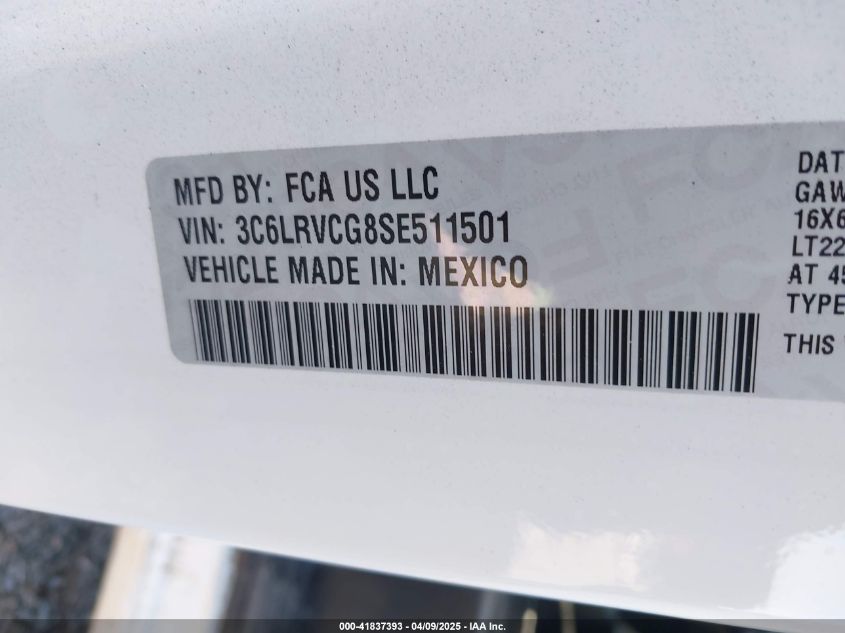 MFD BY: FCA US LLC
VIN: 3C6LRVCG8SE511501
VEHICLE MADE IN: MEXICO
DAT
GAW
16X6
LT22
AT 45
TYPE
THIS
000-41837393 - 04/09/2025 - IAA Inc.